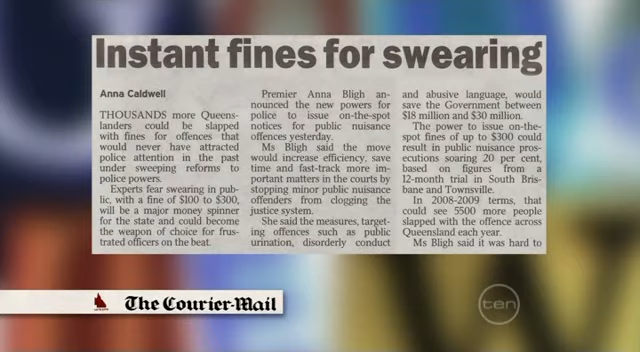 Instant fines for swearing
Anna Caldwell
THOUSANDS more Queens-
landers could be slapped
with fines for offences that
would never have attracted
police attention in the past
under sweeping reforms to
police powers.
Experts fear swearing in pub-
lic, with a fine of $100 to $300,
will be a major money spinner
for the state and could become
the weapon of choice for frus-
trated officers on the beat.
Premier Anna Bligh an-
nounced the new powers for
police to issue on-the-spot
notices for public nuisance
offences yesterday.
Ms Bligh said the move
would increase efficiency, save
time and fast-track more im-
portant matters in the courts by
stopping minor public nuisance
offenders from clogging the
justice system.
She said the measures, target-
ing offences such as public
urination, disorderly conduct
and abusive language, would
save the Government between
$18 million and $30 million.
The power to issue on-the-
spot fines of up to $300 could
result in public nuisance pros-
ecutions soaring 20 per cent,
based on figures from a
12-month trial in South Bris-
bane and Townsville.
In 2008-2009 terms, that
could see 5500 more people
slapped with the offence across
Queensland each year.
Ms Bligh said it was hard to
The Courier-Mail
ten